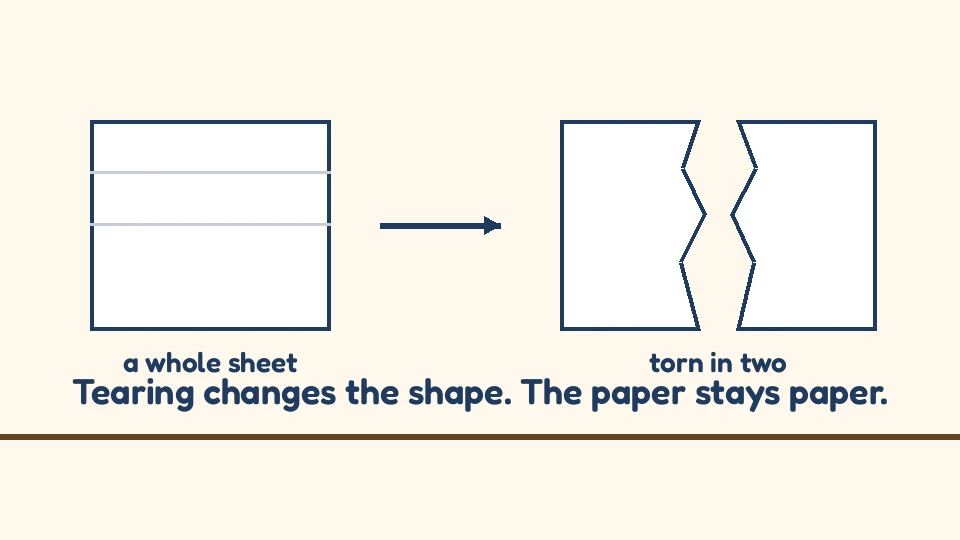 a whole sheet
torn in two
Tearing changes the shape. The paper stays paper.